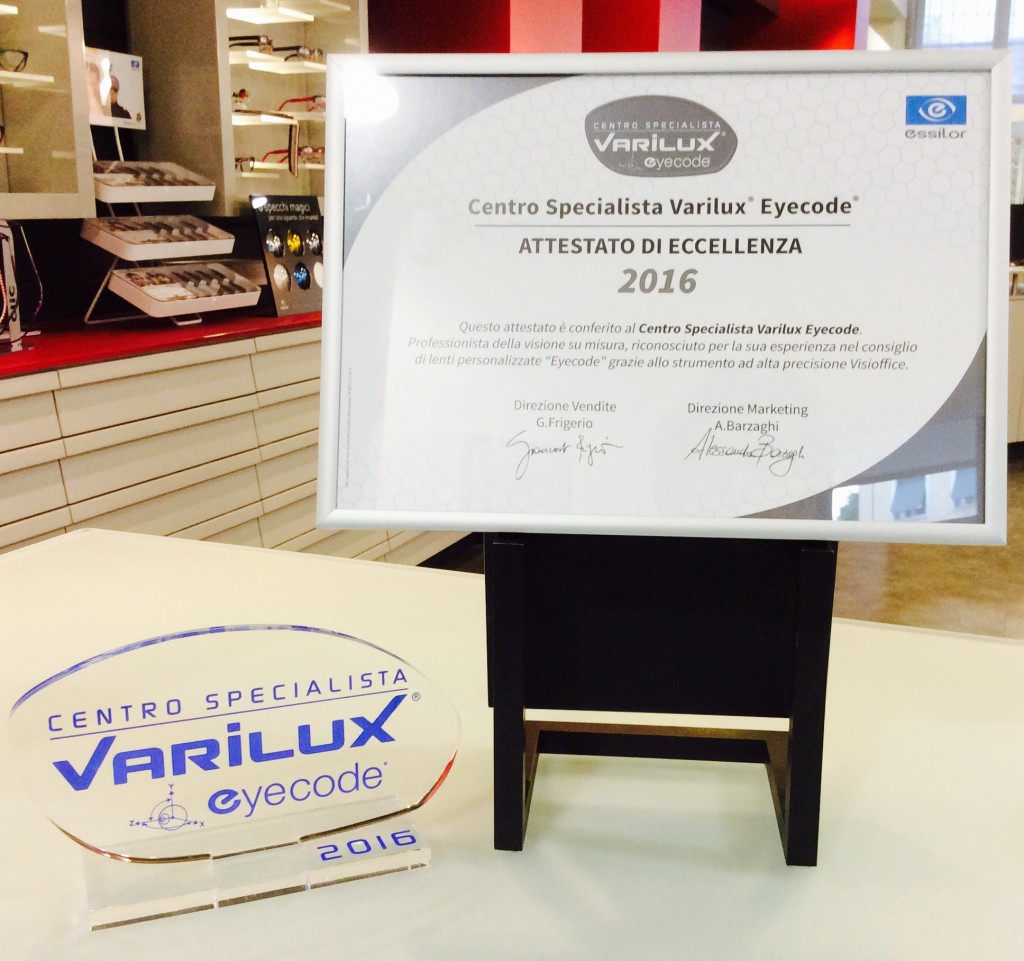 CENTRO SPECIALISTA
VARILUX®
eyecode®
essilor
Centro Specialista Varilux® Eyecode®
ATTESTATO DI ECCELLENZA
2016
Questo attestato è conferito al Centro Specialista Varilux Eyecode.
Professionista della visione su misura, riconosciuto per la sua esperienza nel consiglio
di lenti personalizzate "Eyecode" grazie allo strumento ad alta precisione Visioffice.
Direzione Vendite
G.Frigerio
Direzione Marketing
A.Barzaghi
Alessandra Barzaghi
specchi magici
CENTRO SPECIALISTA
VARILUX®
eyecode®
Y
Z
X
2016